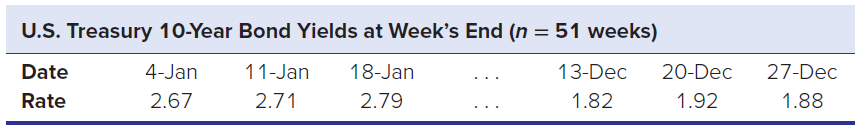 U.S. Treasury 10-Year Bond Yields at Week's End (n = 51 weeks)
Date 4-Jan 11-Jan 18-Jan ... 13-Dec 20-Dec 27-Dec
Rate 2.67 2.71 2.79 ... 1.82 1.92 1.88